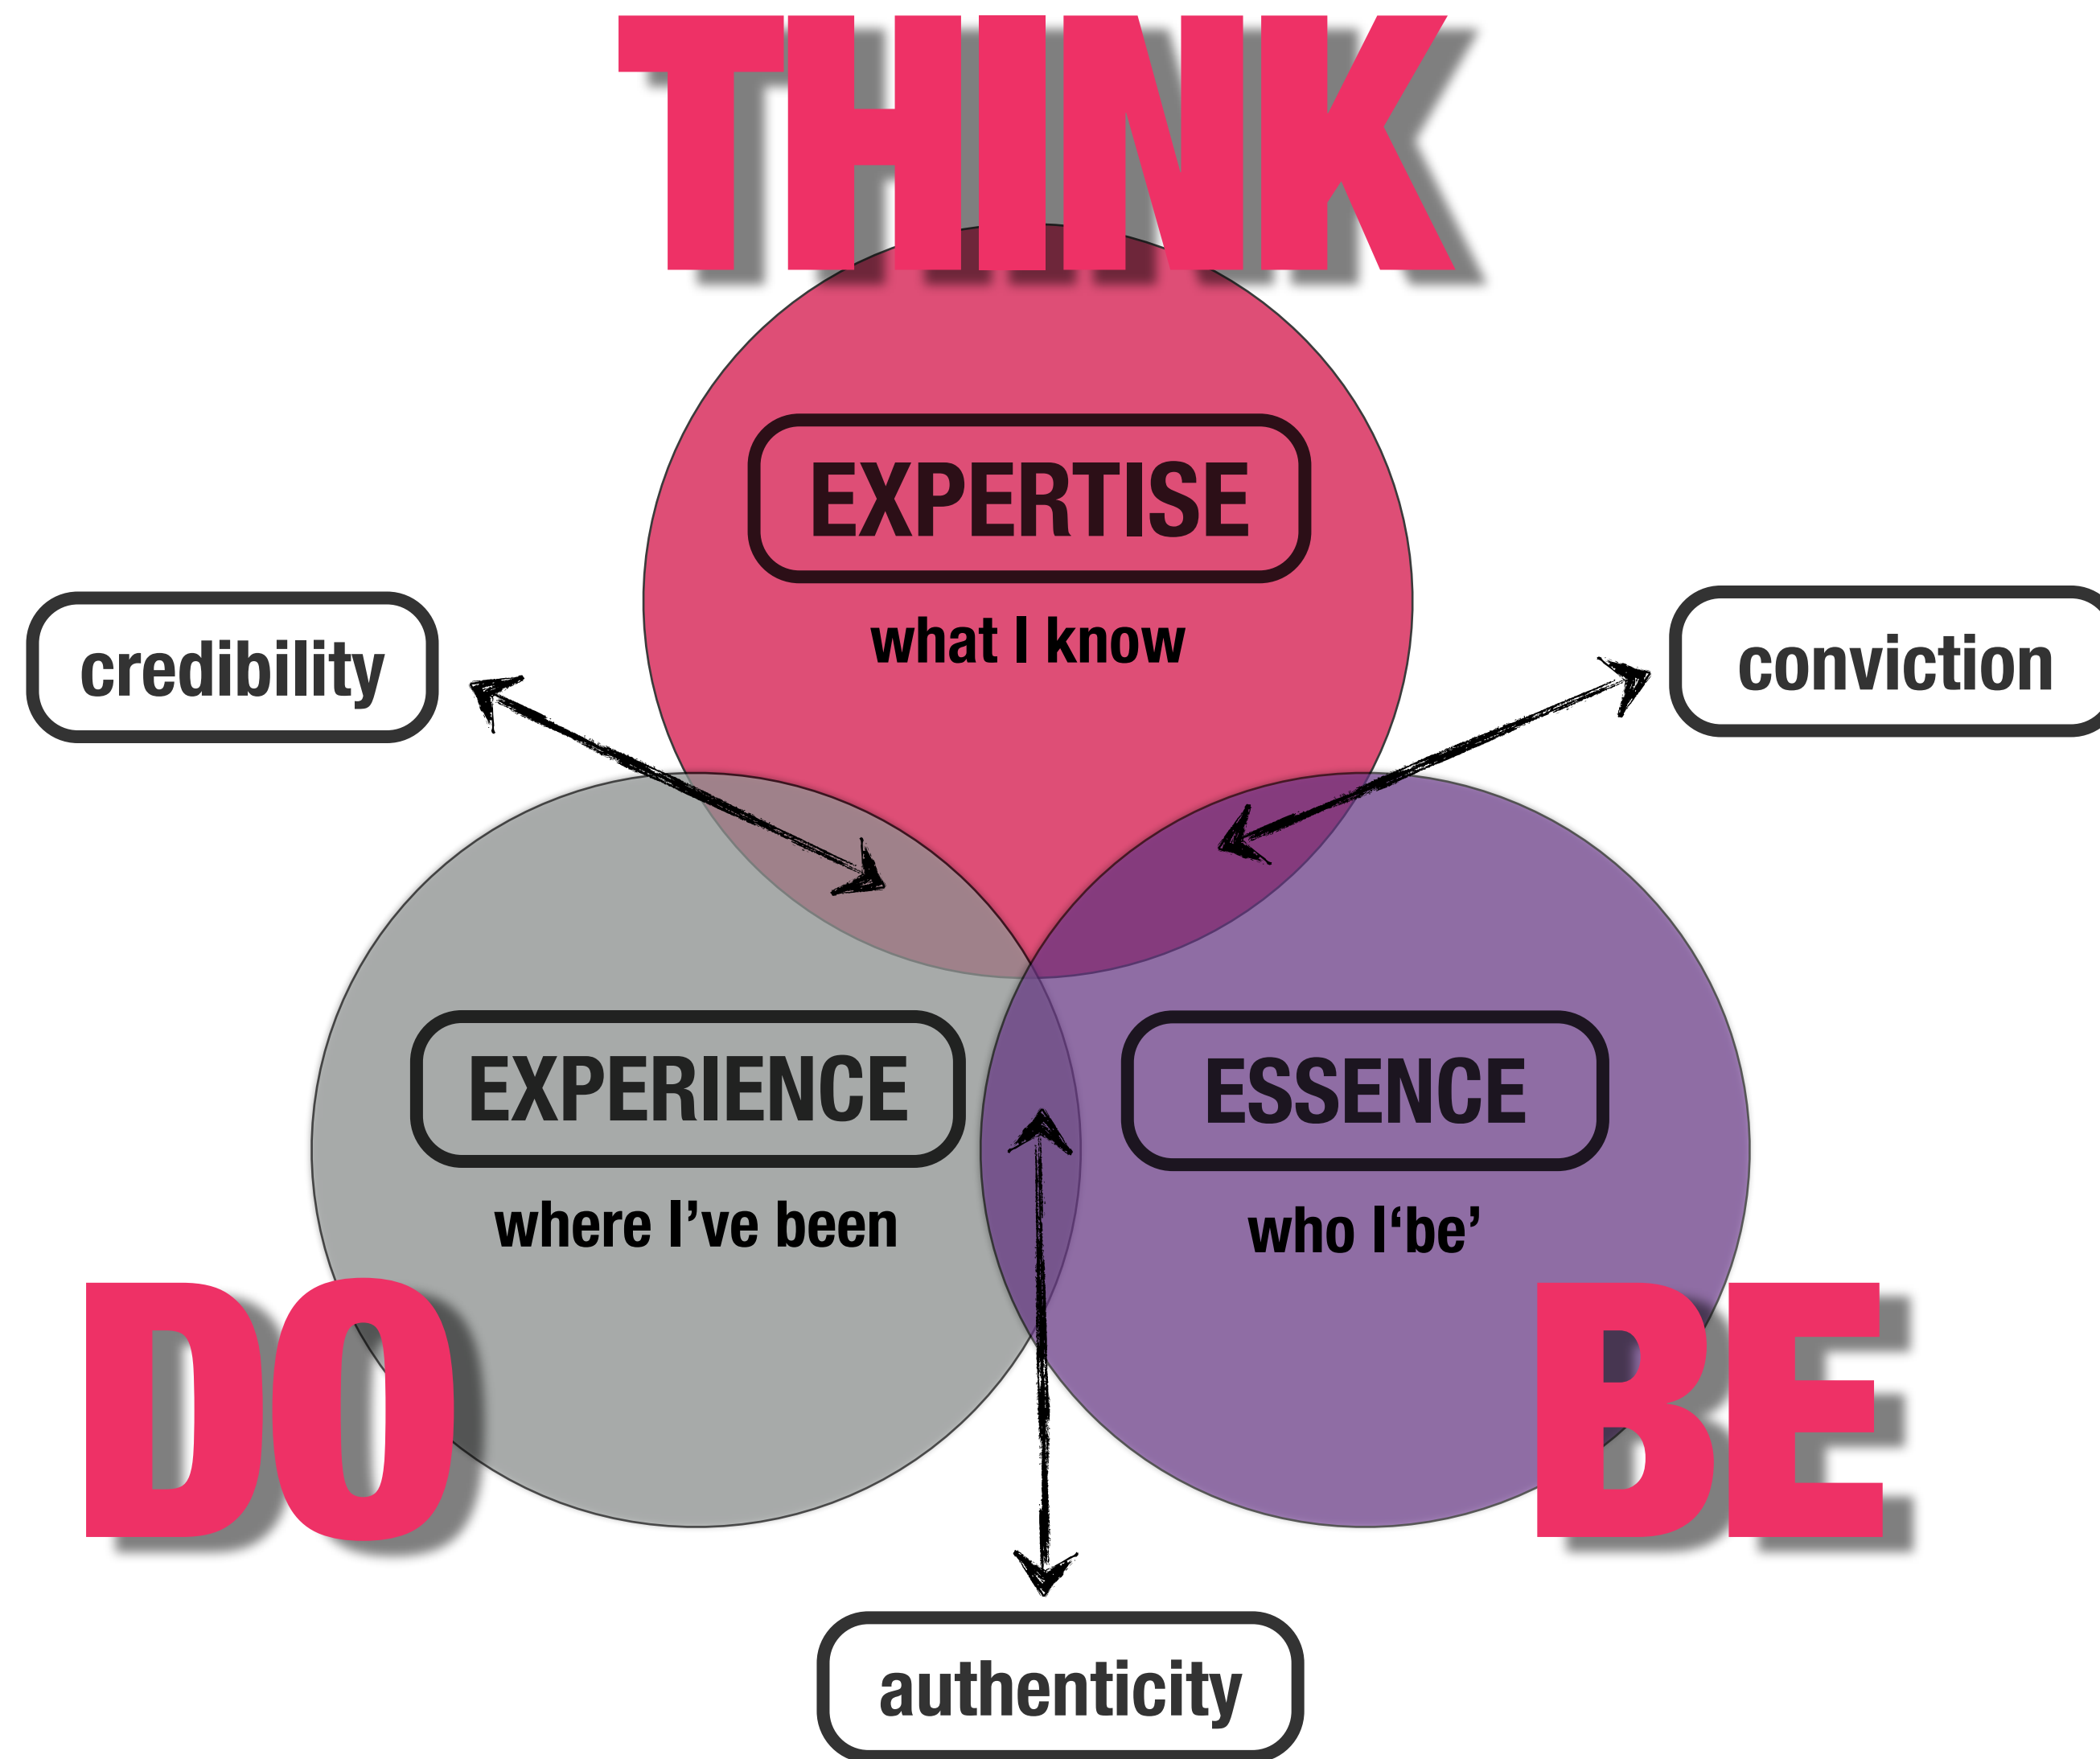 THINK
EXPERTISE
what I know
credibility
conviction
EXPERIENCE
where I've been
ESSENCE
who I'be'
DO
BE
authenticity